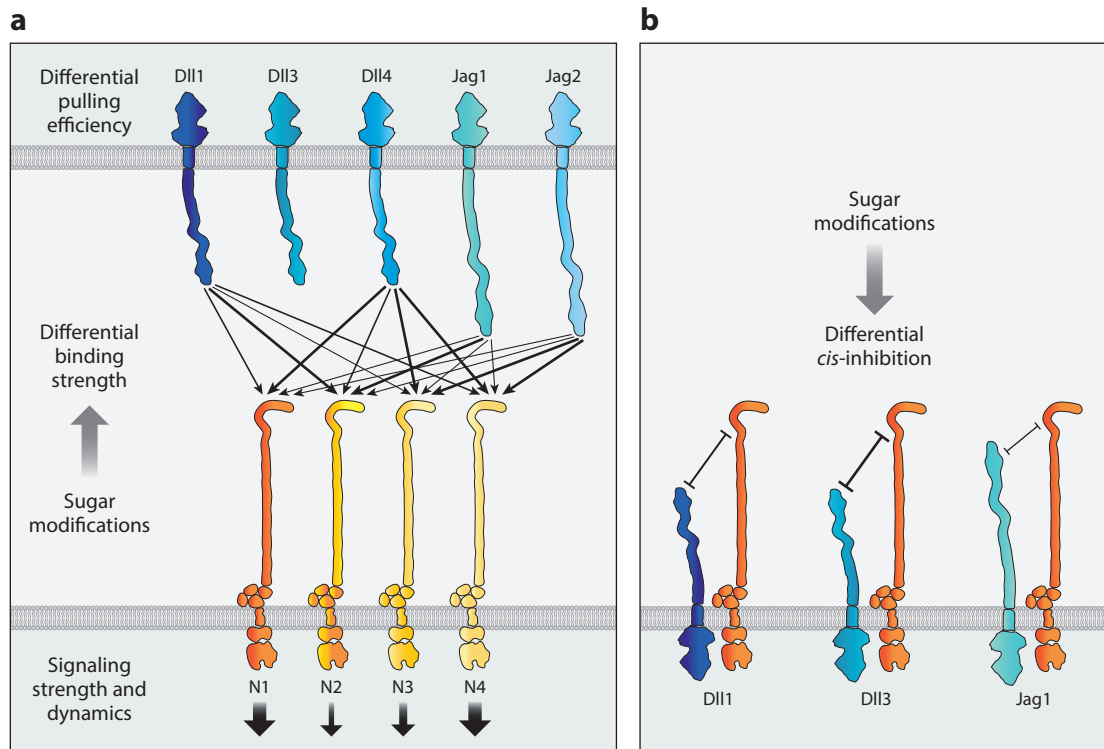 a
Differential
pulling
efficiency
Dll1
Dll3
Dll4
Jag1
Jag2
Differential
binding
strength
Sugar
modifications
Signaling
strength and
dynamics
N1
N2
N3
N4
b
Sugar
modifications
Differential
cis-inhibition
Dll1
Dll3
Jag1